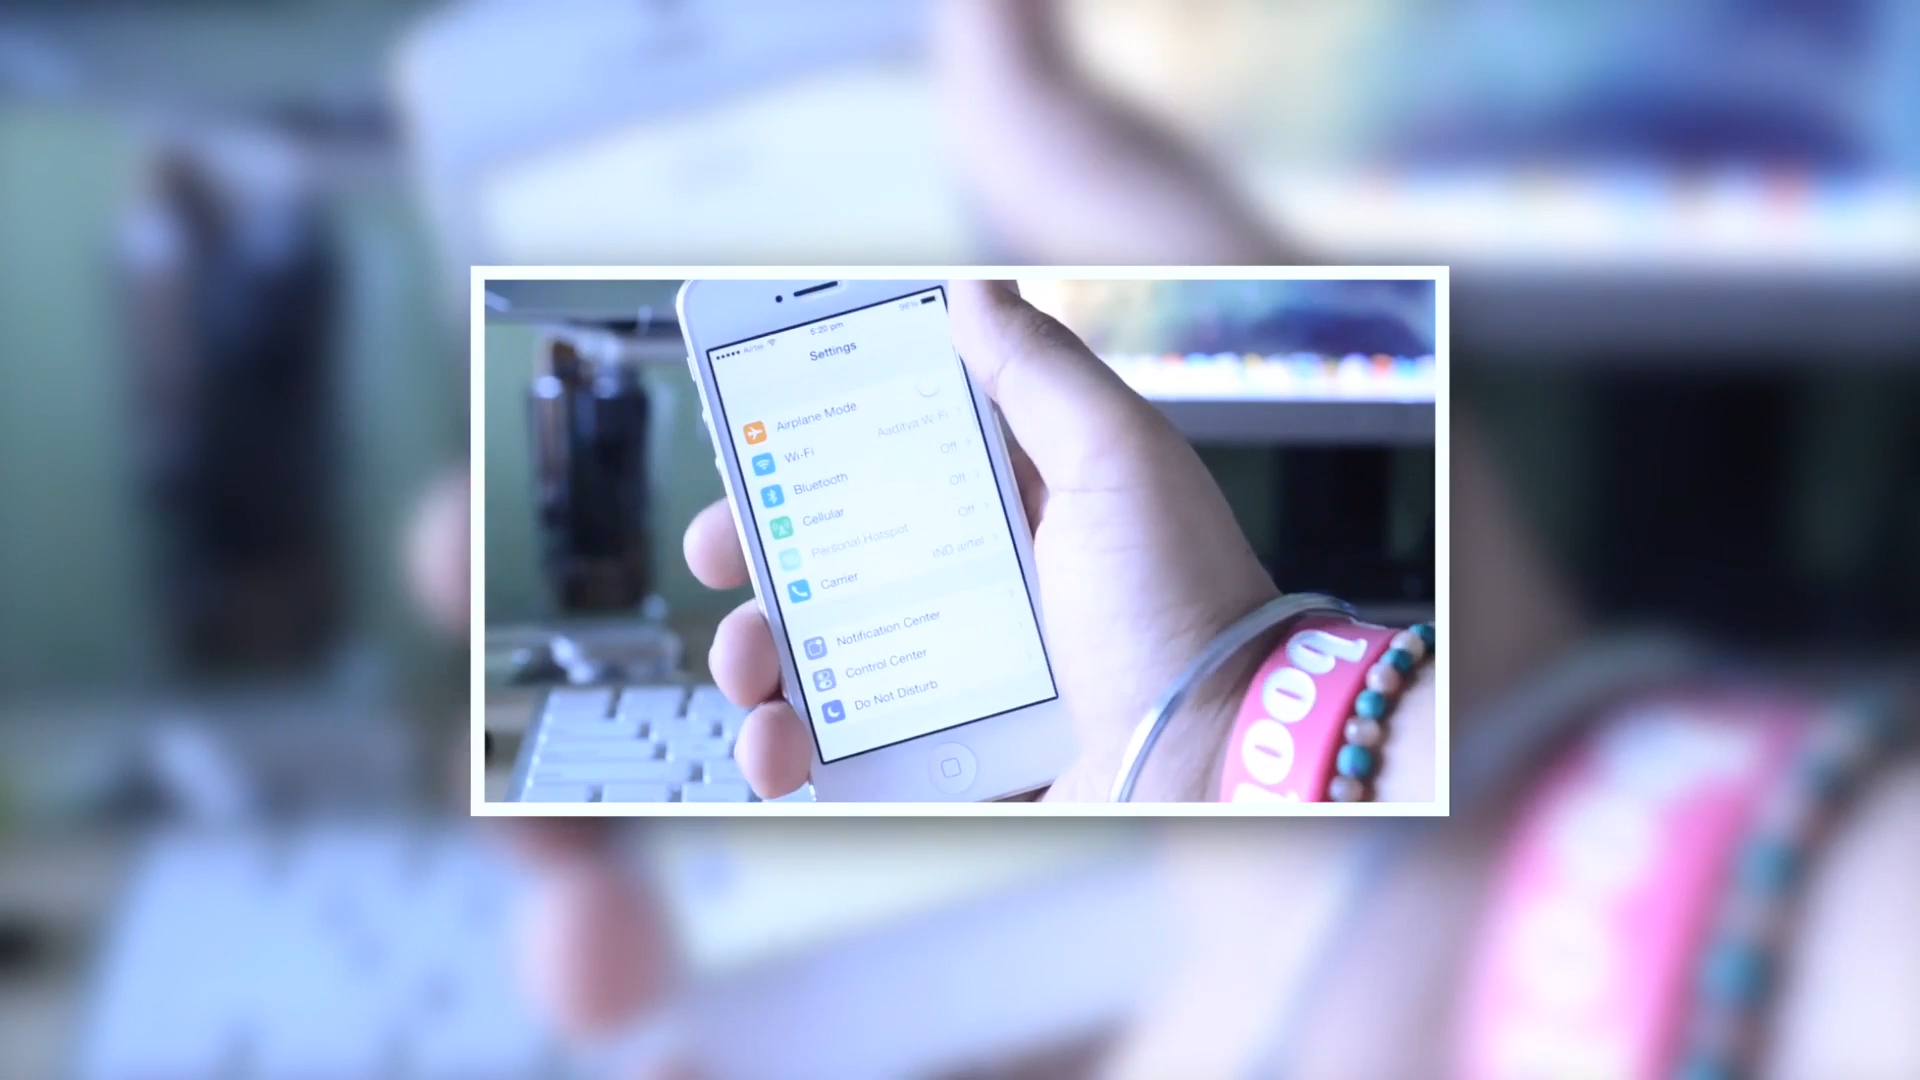 Airtel
5:20 pm
Settings
Airplane Mode
Wi-Fi Aaditya Wi-Fi
Bluetooth Off
Cellular Off
Personal Hotspot Off
Carrier IND airtel
Notification Center
Control Center
Do Not Disturb